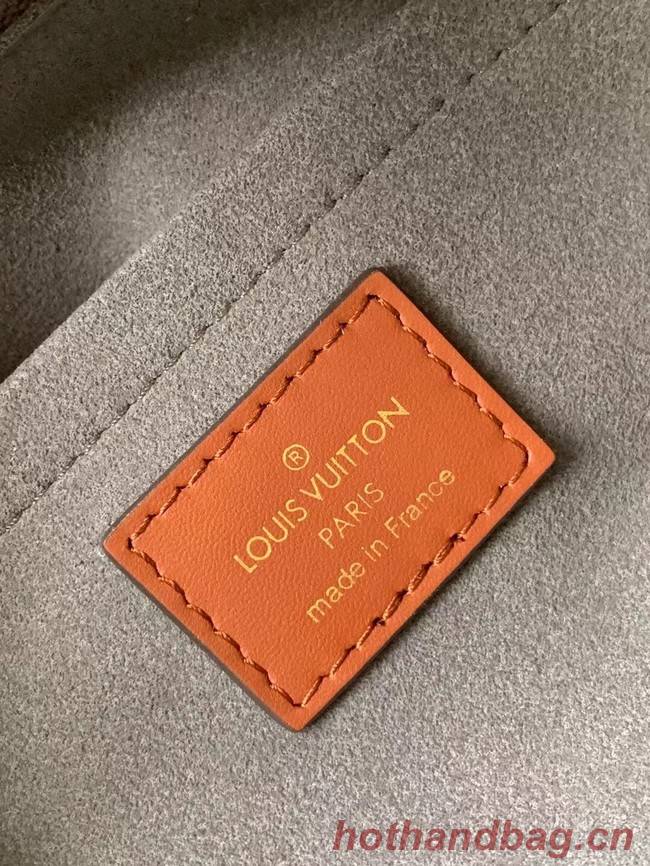 ®
LOUIS VUITTON
PARIS
made in France
hothandbag.cn